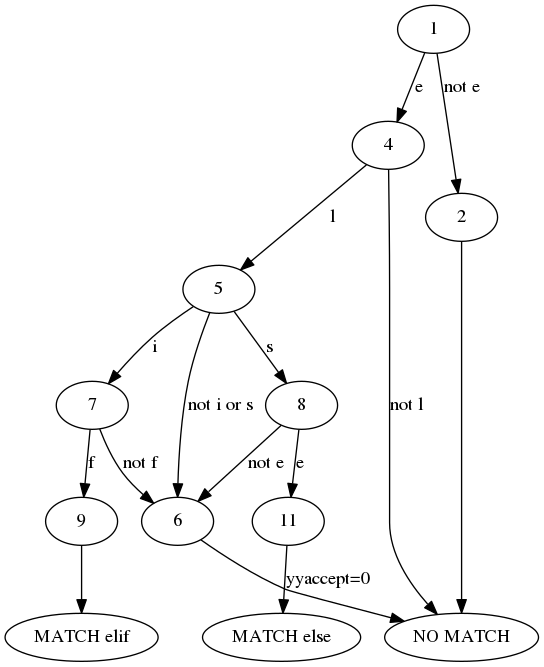 1
e
not e
4
2
l
5
i
s
not i or s
not l
7
8
f
not f
not e
e
9
6
11
yyaccept=0
MATCH elif
MATCH else
NO MATCH